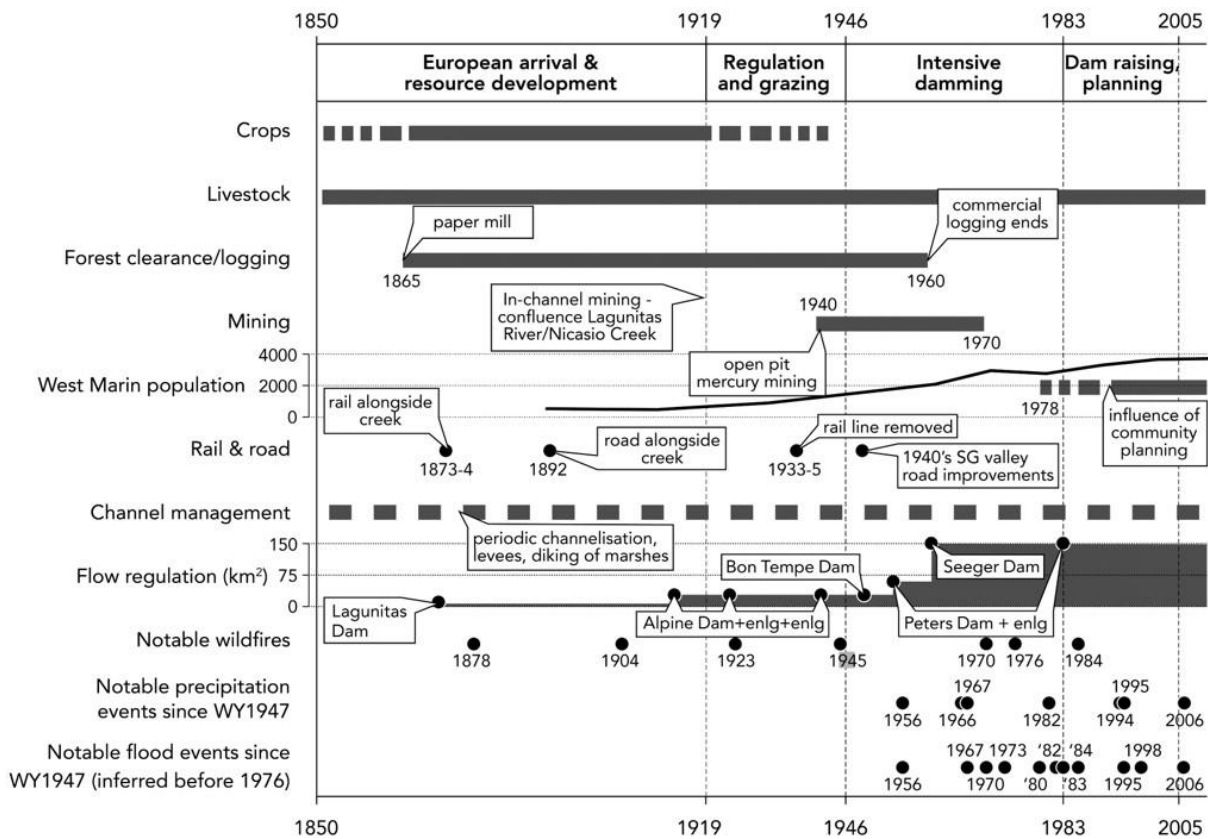 1850 1919 1946 1983 2005
European arrival &
resource development
Regulation
and grazing
Intensive
damming
Dam raising,
planning
Crops
Livestock
paper mill
commercial
logging ends
Forest clearance/logging
1865 1960
In-channel mining -
confluence Lagunitas
River/Nicasio Creek
1940
Mining
1970
open pit
mercury mining
4000
West Marin population 2000
0
1978
influence of
community
planning
rail alongside
creek
Rail & road
1873-4
1892
road alongside
creek
rail line removed
1933-5
1940's SG valley
road improvements
Channel management
periodic channelisation,
levees, diking of marshes
150
Flow regulation (km²) 75
0
Lagunitas
Dam
Alpine Dam+enlg+enlg
Bon Tempe Dam
Seeger Dam
Peters Dam + enlg
Notable wildfires
1878 1904 1923 1945 1970 1976 1984
Notable precipitation
events since WY1947
1967 1995
1956 1966 1982 1994 2006
Notable flood events since
WY1947 (inferred before 1976)
1967 1973 '82 '84 1998
1956 1970 '80 '83 1995 2006
1850 1919 1946 1983 2005